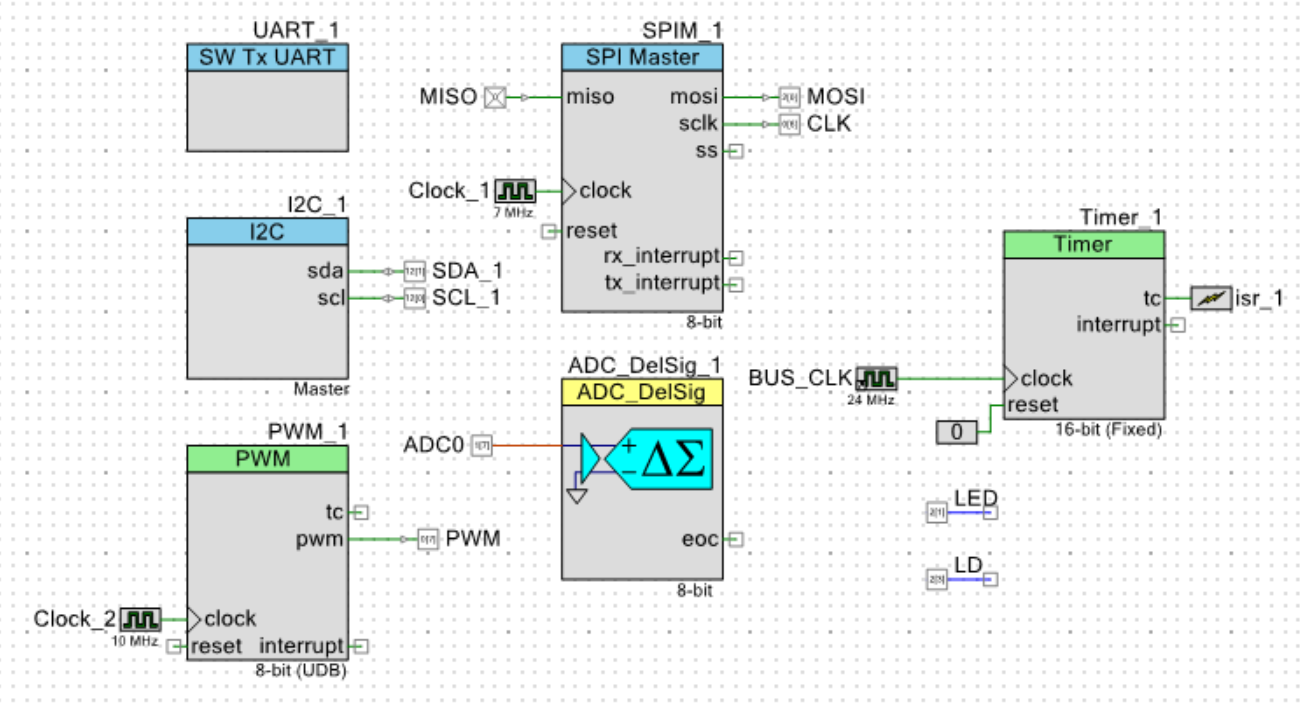 UART_1
SW Tx UART
I2C_1
I2C
sda
SDA_1
scl
SCL_1
Master
PWM_1
PWM
tc
pwm
PWM
Clock_2
10 MHz
clock
reset
interrupt
8-bit (UDB)
SPIM_1
SPI Master
MISO
miso
mosi
MOSI
sclk
CLK
ss
Clock_1
7 MHz
clock
reset
rx_interrupt
tx_interrupt
8-bit
ADC_DelSig_1
ADC_DelSig
ADC0
+
−
ΔΣ
eoc
8-bit
Timer_1
Timer
tc
isr_1
interrupt
BUS_CLK
24 MHz
clock
reset
0
16-bit (Fixed)
LED
LD